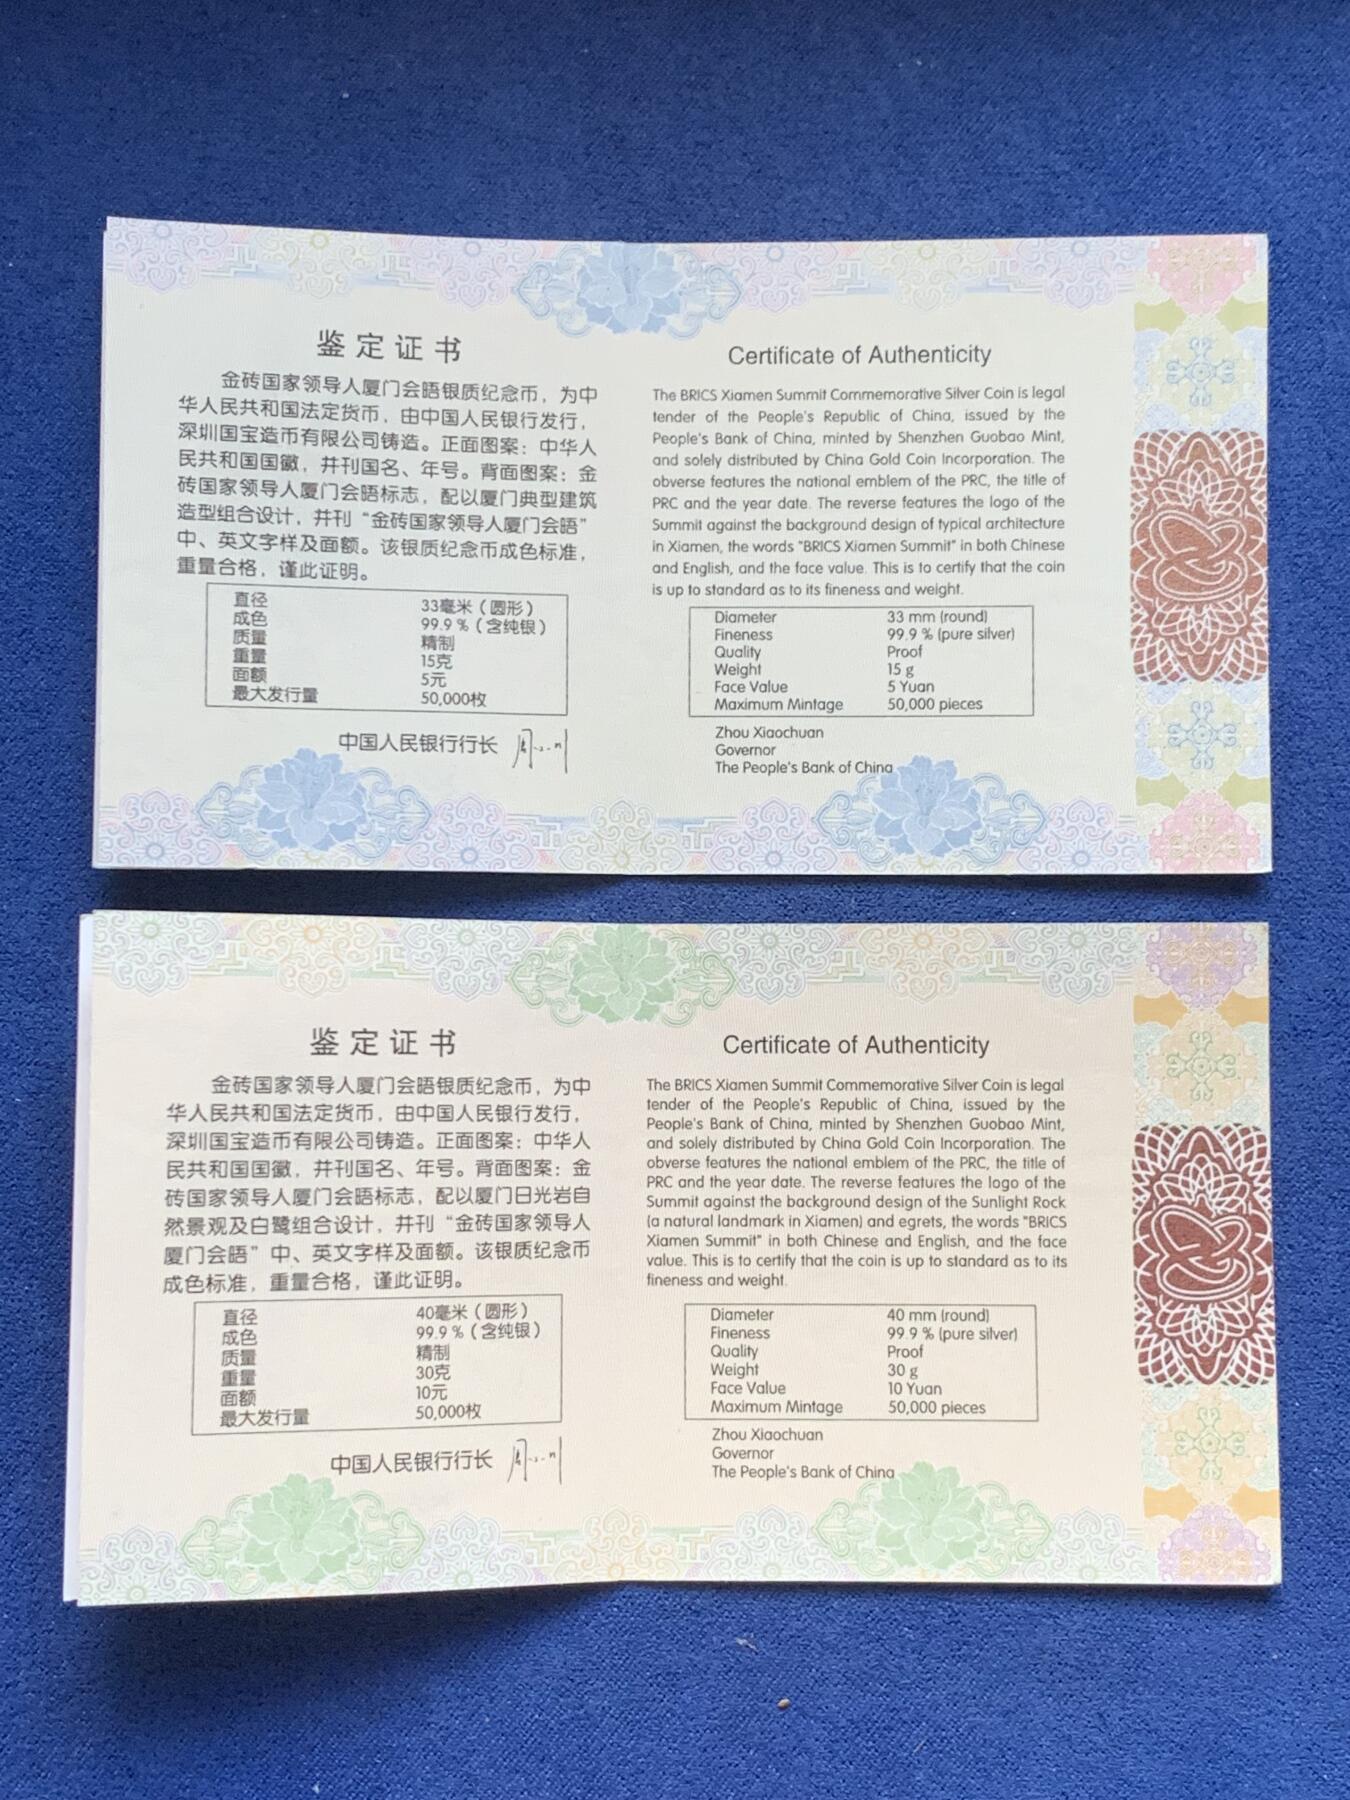 鉴定证书
金砖国家领导人厦门会晤银质纪念币，为中
华人民共和国法定货币，由中国人民银行发行，
深圳国宝造币有限公司铸造。正面图案：中华人
民共和国国徽，并刊国名、年号。背面图案：金
砖国家领导人厦门会晤标志，配以厦门典型建筑
造型组合设计，并刊“金砖国家领导人厦门会晤”
中、英文字样及面额。该银质纪念币成色标准，
重量合格，谨此证明。
直径 33毫米（圆形）
成色 99.9％（含纯银）
质量 精制
重量 15克
面额 5元
最大发行量 50,000枚
中国人民银行行长
Certificate of Authenticity
The BRICS Xiamen Summit Commemorative Silver Coin is legal
tender of the People's Republic of China, issued by the
People's Bank of China, minted by Shenzhen Guobao Mint,
and solely distributed by China Gold Coin Incorporation. The
obverse features the national emblem of the PRC, the title of
PRC and the year date. The reverse features the logo of the
Summit against the background design of typical architecture
in Xiamen, the words "BRICS Xiamen Summit" in both Chinese
and English, and the face value. This is to certify that the coin
is up to standard as to its fineness and weight.
Diameter 33 mm (round)
Fineness 99.9 % (pure silver)
Quality Proof
Weight 15 g
Face Value 5 Yuan
Maximum Mintage 50,000 pieces
Zhou Xiaochuan
Governor
The People's Bank of China
鉴定证书
金砖国家领导人厦门会晤银质纪念币，为中
华人民共和国法定货币，由中国人民银行发行，
深圳国宝造币有限公司铸造。正面图案：中华人
民共和国国徽，并刊国名、年号。背面图案：金
砖国家领导人厦门会晤标志，配以厦门日光岩自
然景观及白鹭组合设计，并刊“金砖国家领导人
厦门会晤”中、英文字样及面额。该银质纪念币
成色标准，重量合格，谨此证明。
直径 40毫米（圆形）
成色 99.9％（含纯银）
质量 精制
重量 30克
面额 10元
最大发行量 50,000枚
中国人民银行行长
Certificate of Authenticity
The BRICS Xiamen Summit Commemorative Silver Coin is legal
tender of the People's Republic of China, issued by the
People's Bank of China, minted by Shenzhen Guobao Mint,
and solely distributed by China Gold Coin Incorporation. The
obverse features the national emblem of the PRC, the title of
PRC and the year date. The reverse features the logo of the
Summit against the background design of the Sunlight Rock
(a natural landmark in Xiamen) and egrets, the words "BRICS
Xiamen Summit" in both Chinese and English, and the face
value. This is to certify that the coin is up to standard as to its
fineness and weight.
Diameter 40 mm (round)
Fineness 99.9 % (pure silver)
Quality Proof
Weight 30 g
Face Value 10 Yuan
Maximum Mintage 50,000 pieces
Zhou Xiaochuan
Governor
The People's Bank of China